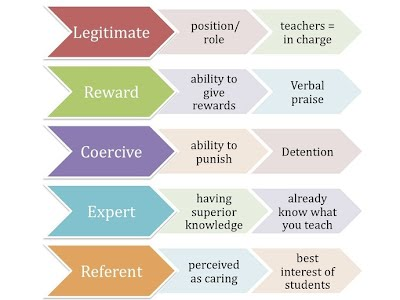 Legitimate
position/
role
teachers =
in charge
Reward
ability to
give
rewards
Verbal
praise
Coercive
ability to
punish
Detention
Expert
having
superior
knowledge
already
know what
you teach
Referent
perceived
as caring
best
interest of
students